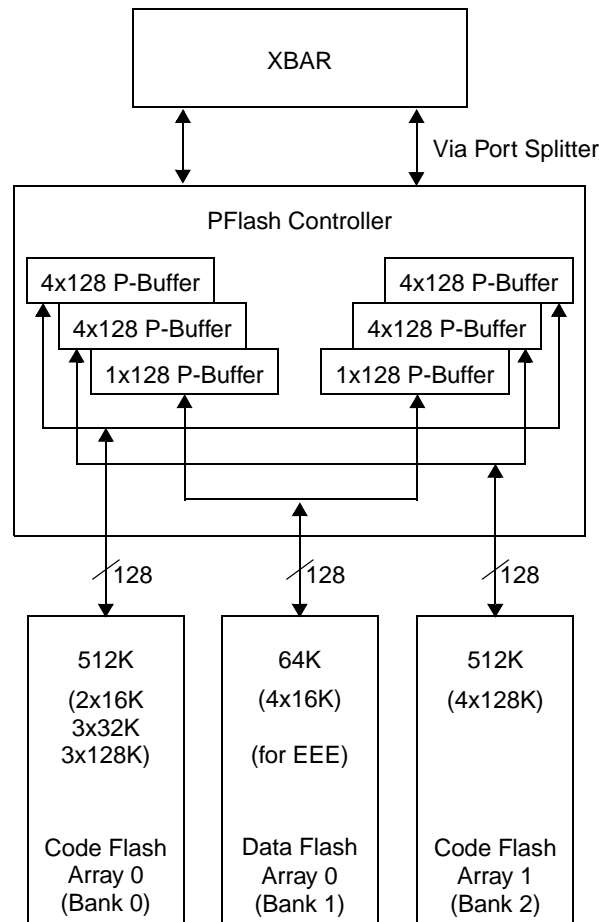 XBAR
Via Port Splitter
PFlash Controller
4x128 P-Buffer
4x128 P-Buffer
4x128 P-Buffer
4x128 P-Buffer
1x128 P-Buffer
1x128 P-Buffer
128
128
128
512K
(2x16K
3x32K
3x128K)
Code Flash
Array 0
(Bank 0)
64K
(4x16K)
(for EEE)
Data Flash
Array 0
(Bank 1)
512K
(4x128K)
Code Flash
Array 1
(Bank 2)